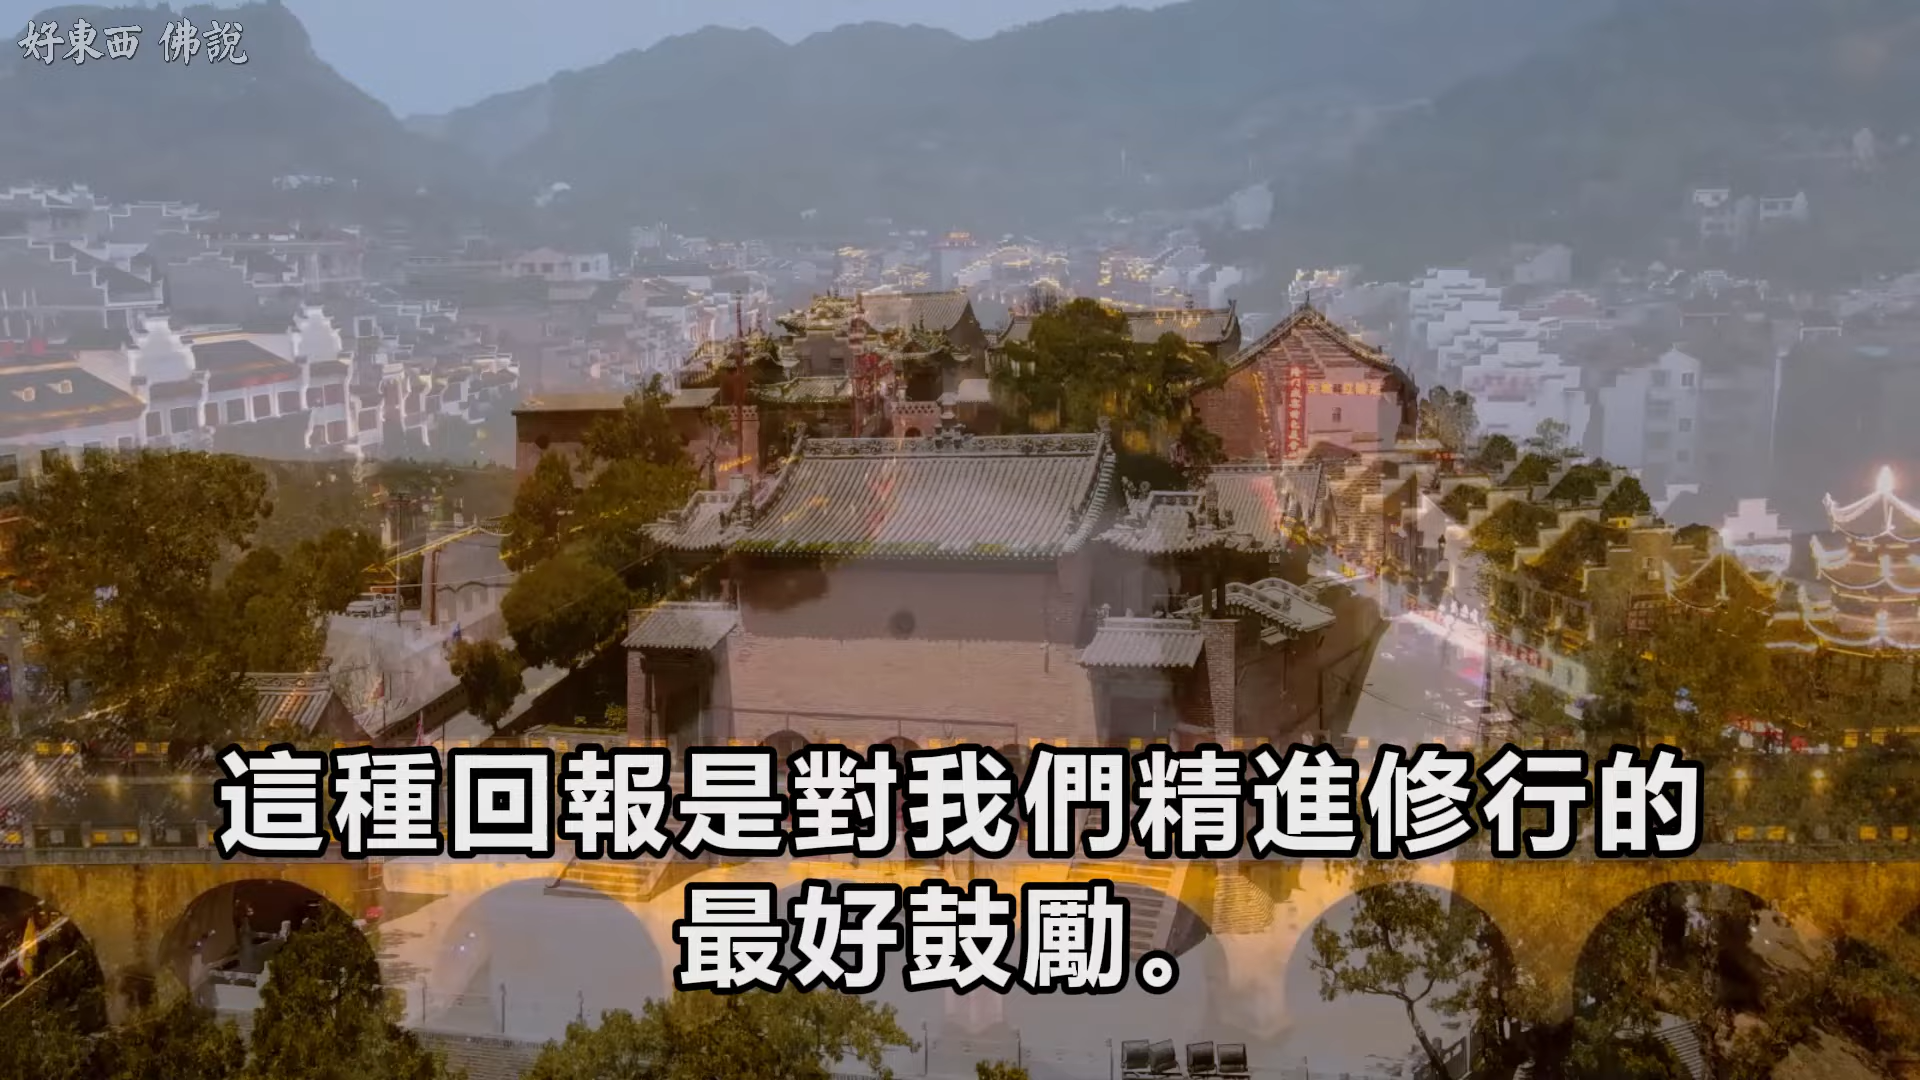 好東西 佛說
這種回報是對我們精進修行的
最好鼓勵。